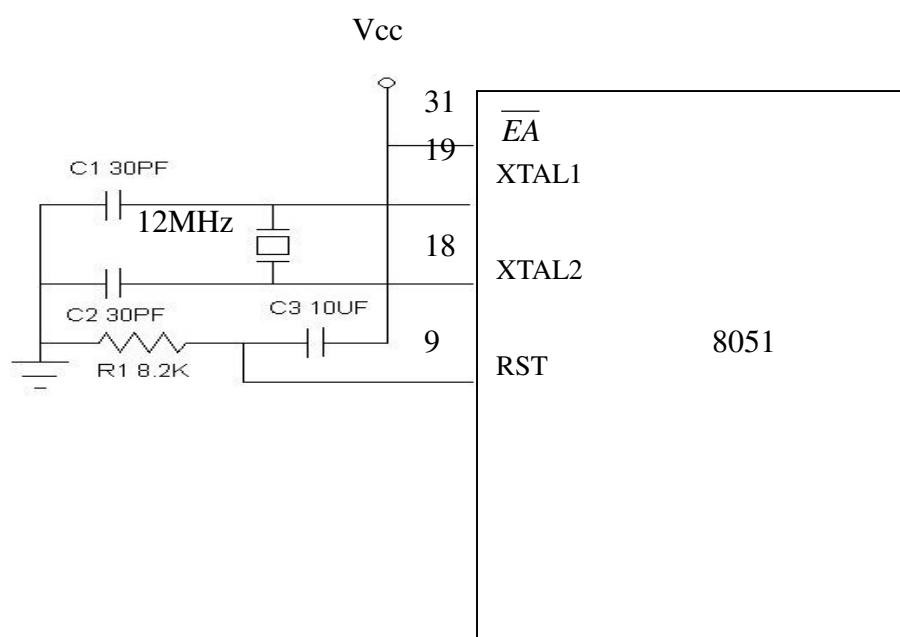 Vcc
31
EA
19
XTAL1
C1 30PF
12MHz
18
XTAL2
C2 30PF
C3 10UF
9
8051
RST
R1 8.2K